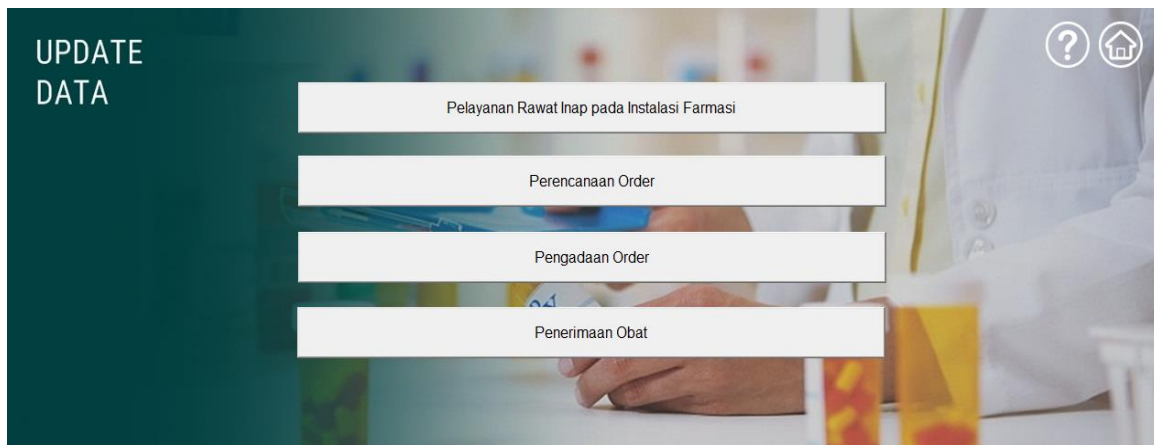 UPDATE
DATA
?
Pelayanan Rawat Inap pada Instalasi Farmasi
Perencanaan Order
Pengadaan Order
Penerimaan Obat